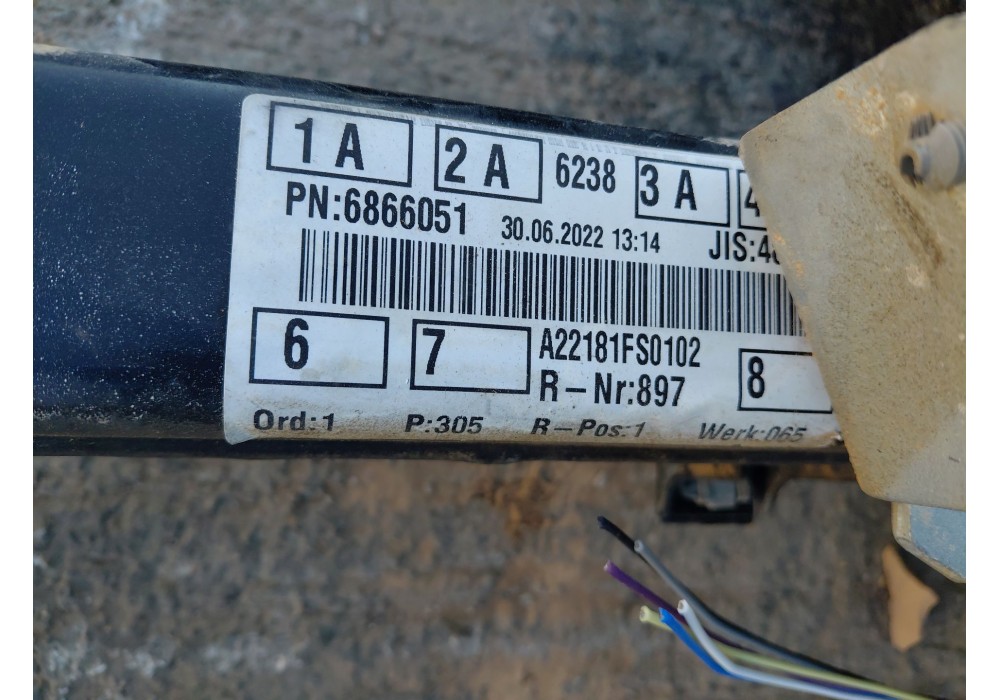 1 A 2 A 6238 3 A 4
PN:6866051 30.06.2022 13:14 JIS:4
6 7 A22181FS0102 8
R-Nr:897
Ord:1 P:305 R-Pos:1 Werk:065